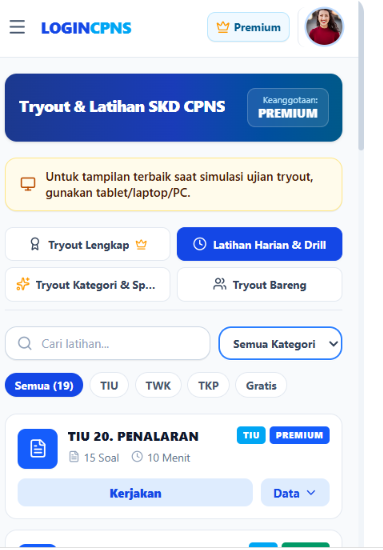 LOGINCPNS
Premium
Tryout & Latihan SKD CPNS
Keanggotaan:
PREMIUM
Untuk tampilan terbaik saat simulasi ujian tryout,
gunakan tablet/laptop/PC.
Tryout Lengkap
Latihan Harian & Drill
Tryout Kategori & Sp...
Tryout Bareng
Cari latihan...
Semua Kategori
Semua (19)
TIU
TWK
TKP
Gratis
TIU 20. PENALARAN
TIU
PREMIUM
15 Soal
10 Menit
Kerjakan
Data